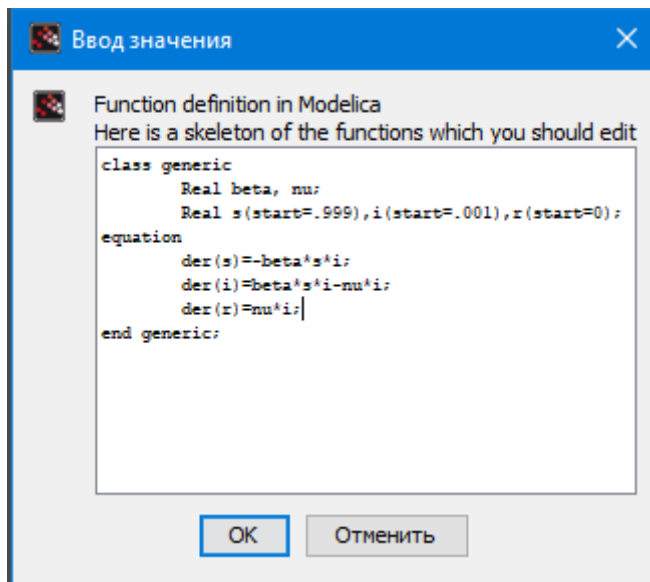 Ввод значения
Function definition in Modelica
Here is a skeleton of the functions which you should edit
class generic
Real beta, nu;
Real s(start=.999),i(start=.001),r(start=0);
equation
der(s)=-beta*s*i;
der(i)=beta*s*i-nu*i;
der(r)=nu*i;
end generic;
OK Отменить